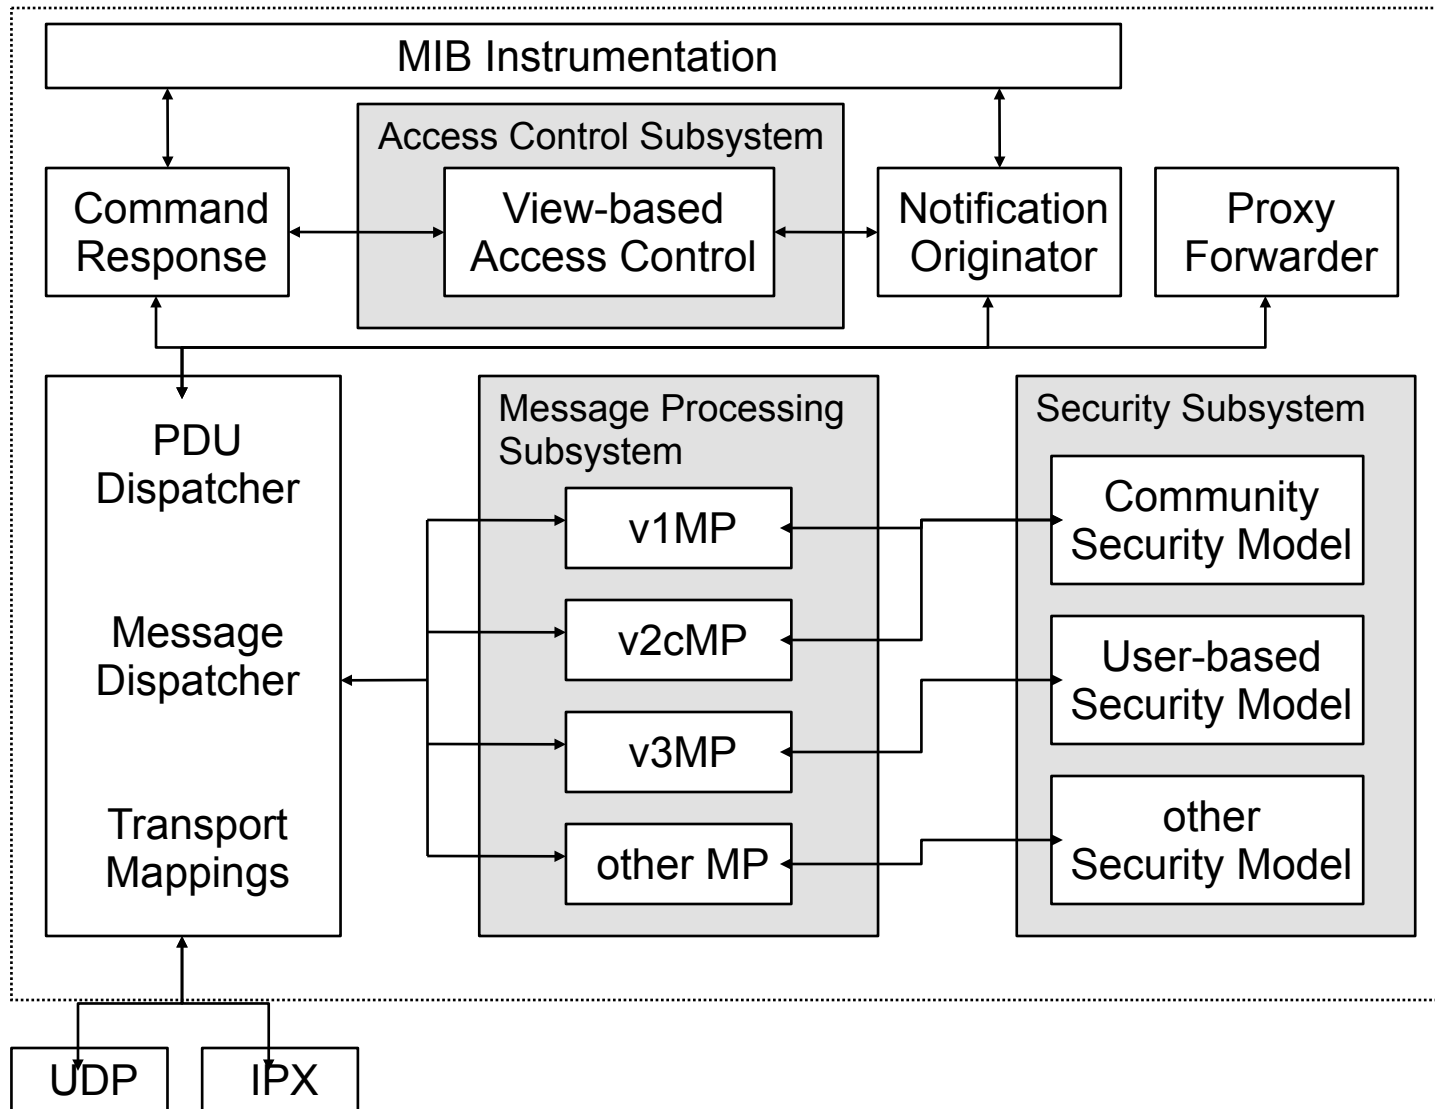 MIB Instrumentation
Access Control Subsystem
Command
Response
View-based
Access Control
Notification
Originator
Proxy
Forwarder
PDU
Dispatcher
Message
Dispatcher
Transport
Mappings
Message Processing
Subsystem
v1MP
v2cMP
v3MP
other MP
Security Subsystem
Community
Security Model
User-based
Security Model
other
Security Model
UDP
IPX